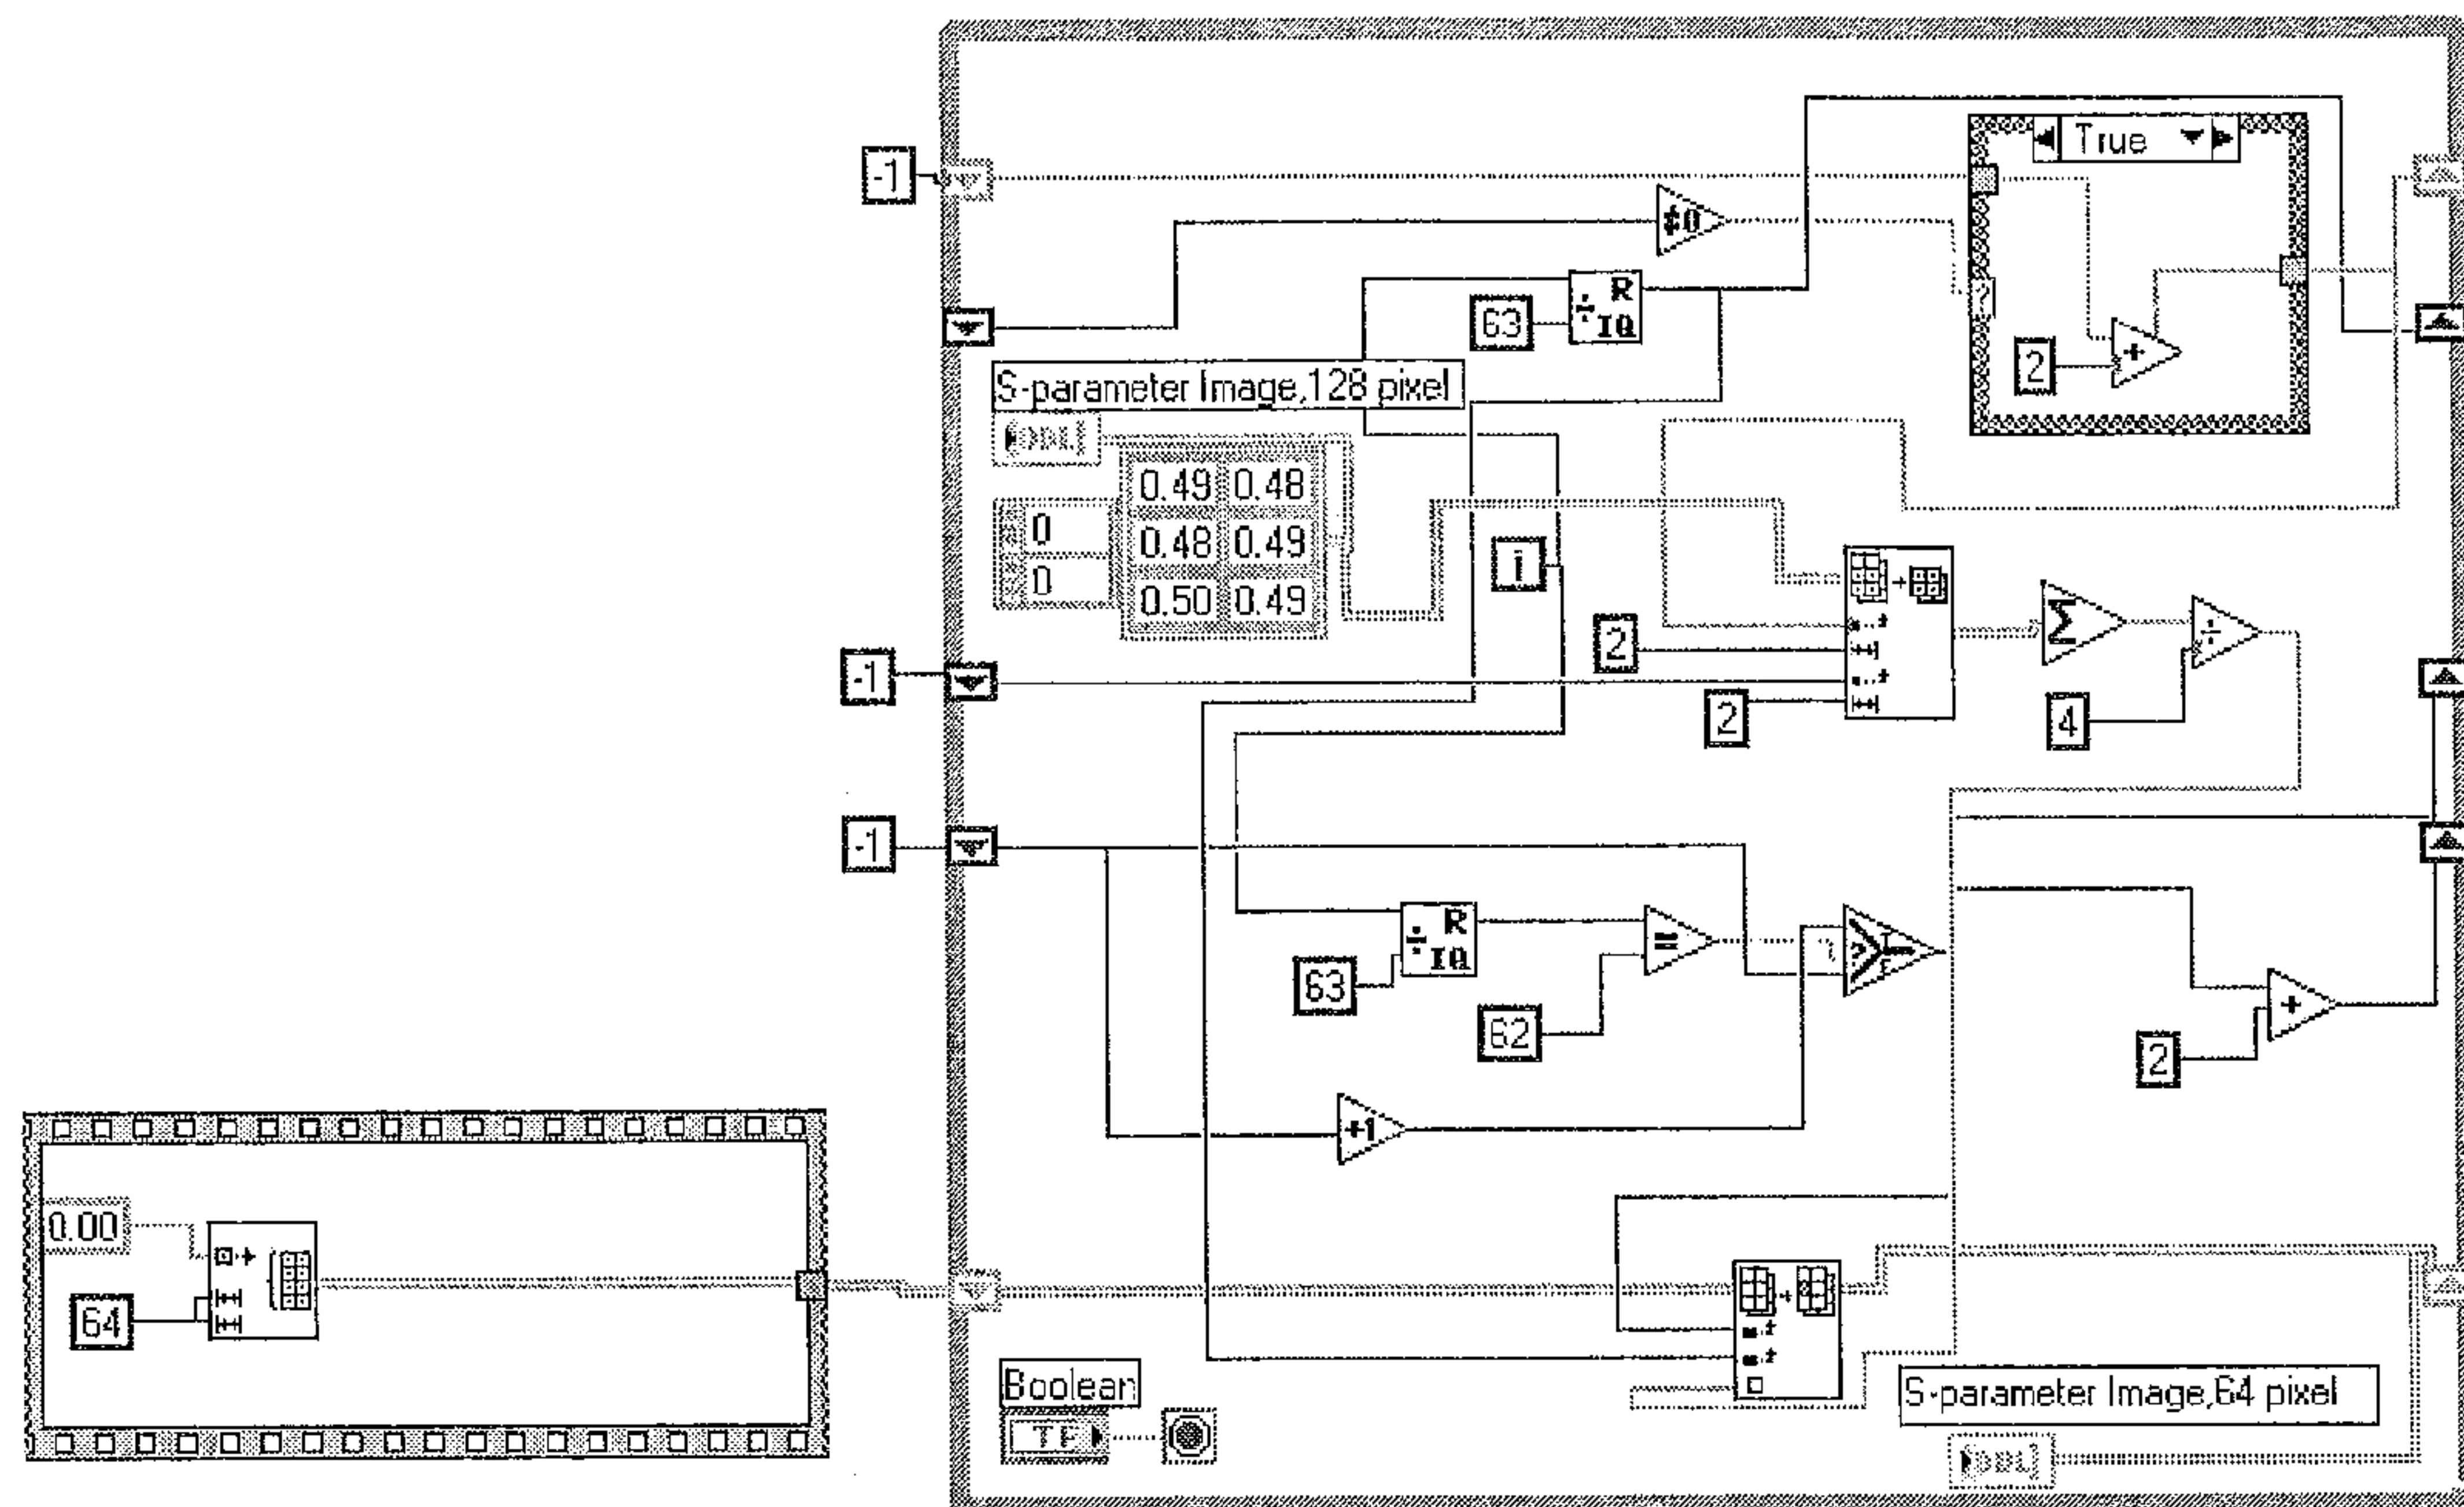 True
-1
≠0
R
63
IQ
2
+
S-parameter Image,128 pixel
0.49 0.48
0
0.48 0.49
0
0.50 0.49
i
2
Σ
÷
-1
2
4
-1
R
IQ
=
?
63
62
+
2
+1
0.00
64
Boolean
TF
S-parameter Image,64 pixel